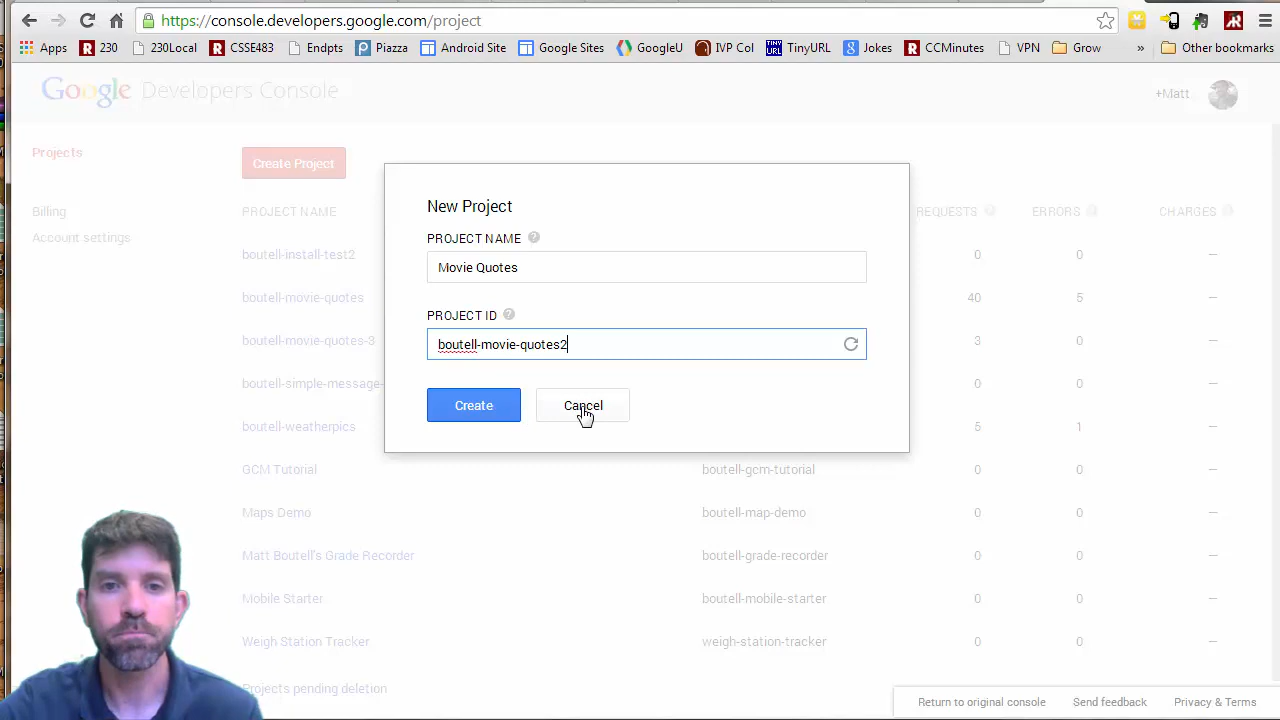 https://console.developers.google.com/project
Apps 230 230Local CSSE483 Endpts Piazza Android Site Google Sites GoogleU Col TinyURL Jokes CCMinutes VPN Grow » Other bookmarks
Google Developers Console
+Matt
Projects
Billing
Account settings
Create Project
PROJECT NAME REQUESTS ERRORS CHARGES
boutell-install-test2 0 0 —
boutell-movie-quotes 40 5 —
boutell-movie-quotes-3 3 0 —
boutell-simple-message- 0 0 —
boutell-weatherpics 5 1 —
GCM Tutorial boutell-gcm-tutorial 0 0 —
Maps Demo boutell-map-demo 0 0 —
Matt Boutell's Grade Recorder boutell-grade-recorder 0 0 —
Mobile Starter boutell-mobile-starter 0 0 —
Weigh Station Tracker weigh-station-tracker 0 0 —
Projects pending deletion
New Project
PROJECT NAME
Movie Quotes
PROJECT ID
boutell-movie-quotes2
Create Cancel
Return to original console Send feedback Privacy & Terms